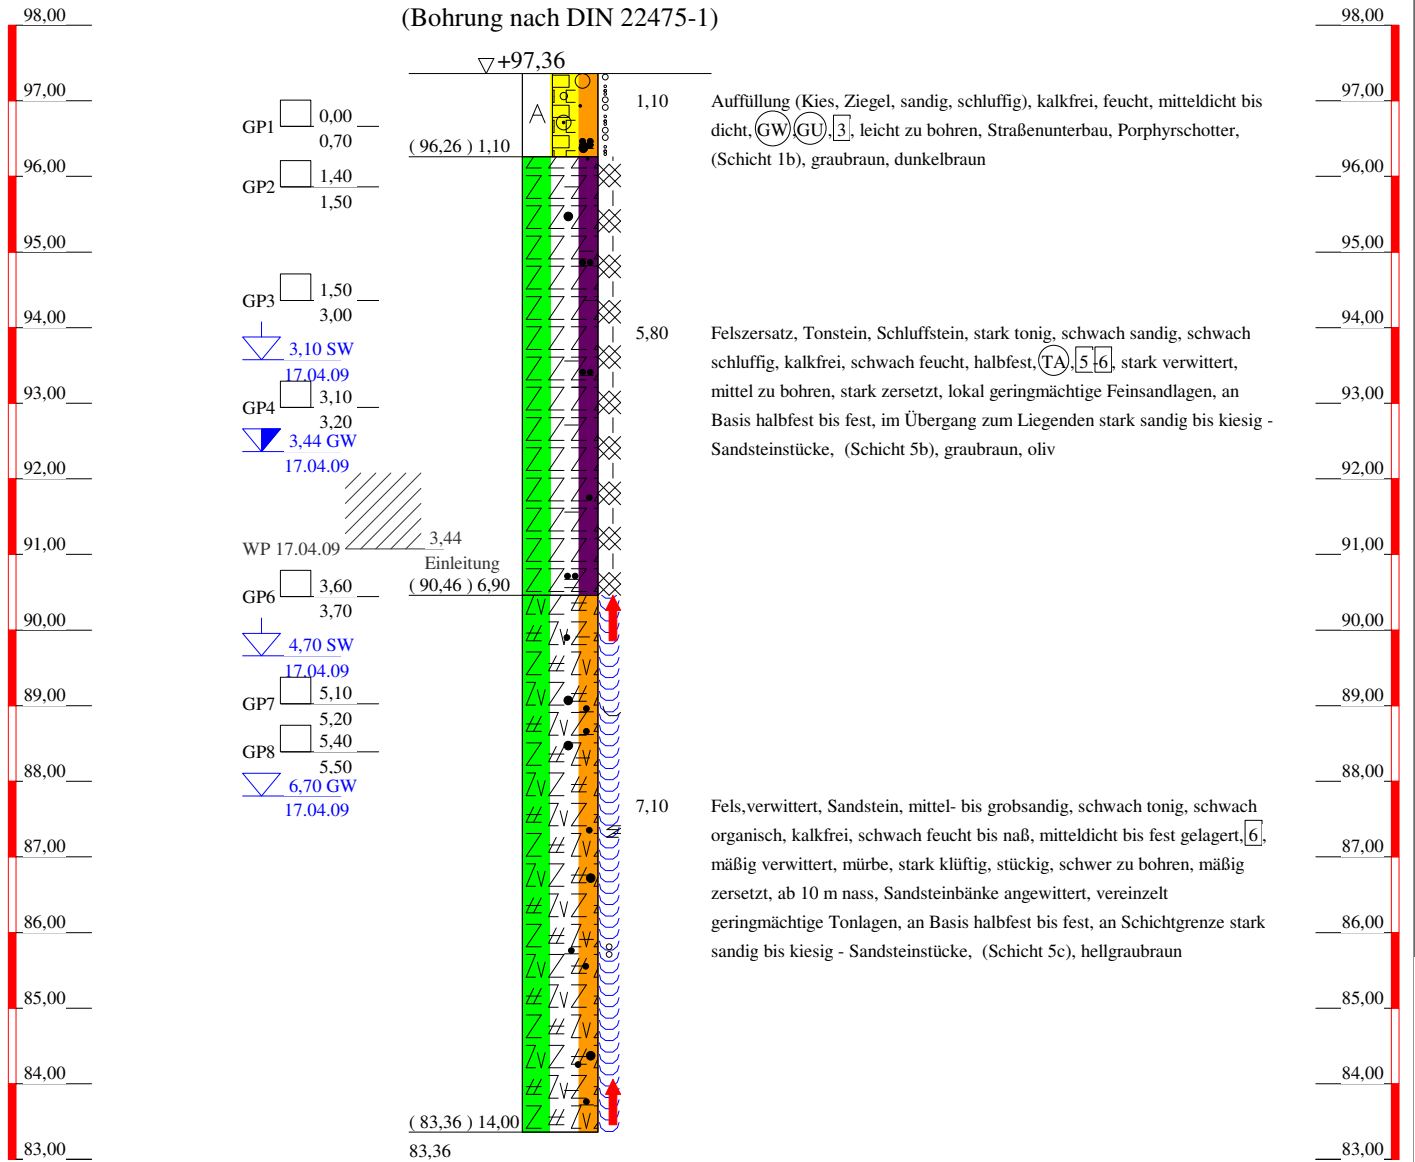 (Bohrung nach DIN 22475-1)
+97,36
98,00
97,00
96,00
95,00
94,00
93,00
92,00
91,00
90,00
89,00
88,00
87,00
86,00
85,00
84,00
83,00
GP1 0,00
0,70
GP2 1,40
1,50
GP3 1,50
3,00
3,10 SW
17.04.09
GP4 3,10
3,20
3,44 GW
17.04.09
WP 17.04.09 3,44
Einleitung
GP6 3,60
3,70
4,70 SW
17.04.09
GP7 5,10
5,20
GP8 5,40
5,50
6,70 GW
17.04.09
( 96,26 ) 1,10
( 90,46 ) 6,90
( 83,36 ) 14,00
83,36
A
1,10
Auffüllung (Kies, Ziegel, sandig, schluffig), kalkfrei, feucht, mitteldicht bis
dicht, GW, GU, 3, leicht zu bohren, Straßenunterbau, Porphyrschotter,
(Schicht 1b), graubraun, dunkelbraun
5,80
Felszersatz, Tonstein, Schluffstein, stark tonig, schwach sandig, schwach
schluffig, kalkfrei, schwach feucht, halbfest, TA, 5-6, stark verwittert,
mittel zu bohren, stark zersetzt, lokal geringmächtige Feinsandlagen, an
Basis halbfest bis fest, im Übergang zum Liegenden stark sandig bis kiesig -
Sandsteinstücke, (Schicht 5b), graubraun, oliv
7,10
Fels,verwittert, Sandstein, mittel- bis grobsandig, schwach tonig, schwach
organisch, kalkfrei, schwach feucht bis naß, mitteldicht bis fest gelagert, 6,
mäßig verwittert, mürbe, stark klüftig, stückig, schwer zu bohren, mäßig
zersetzt, ab 10 m nass, Sandsteinbänke angewittert, vereinzelt
geringmächtige Tonlagen, an Basis halbfest bis fest, an Schichtgrenze stark
sandig bis kiesig - Sandsteinstücke, (Schicht 5c), hellgraubraun
98,00
97,00
96,00
95,00
94,00
93,00
92,00
91,00
90,00
89,00
88,00
87,00
86,00
85,00
84,00
83,00